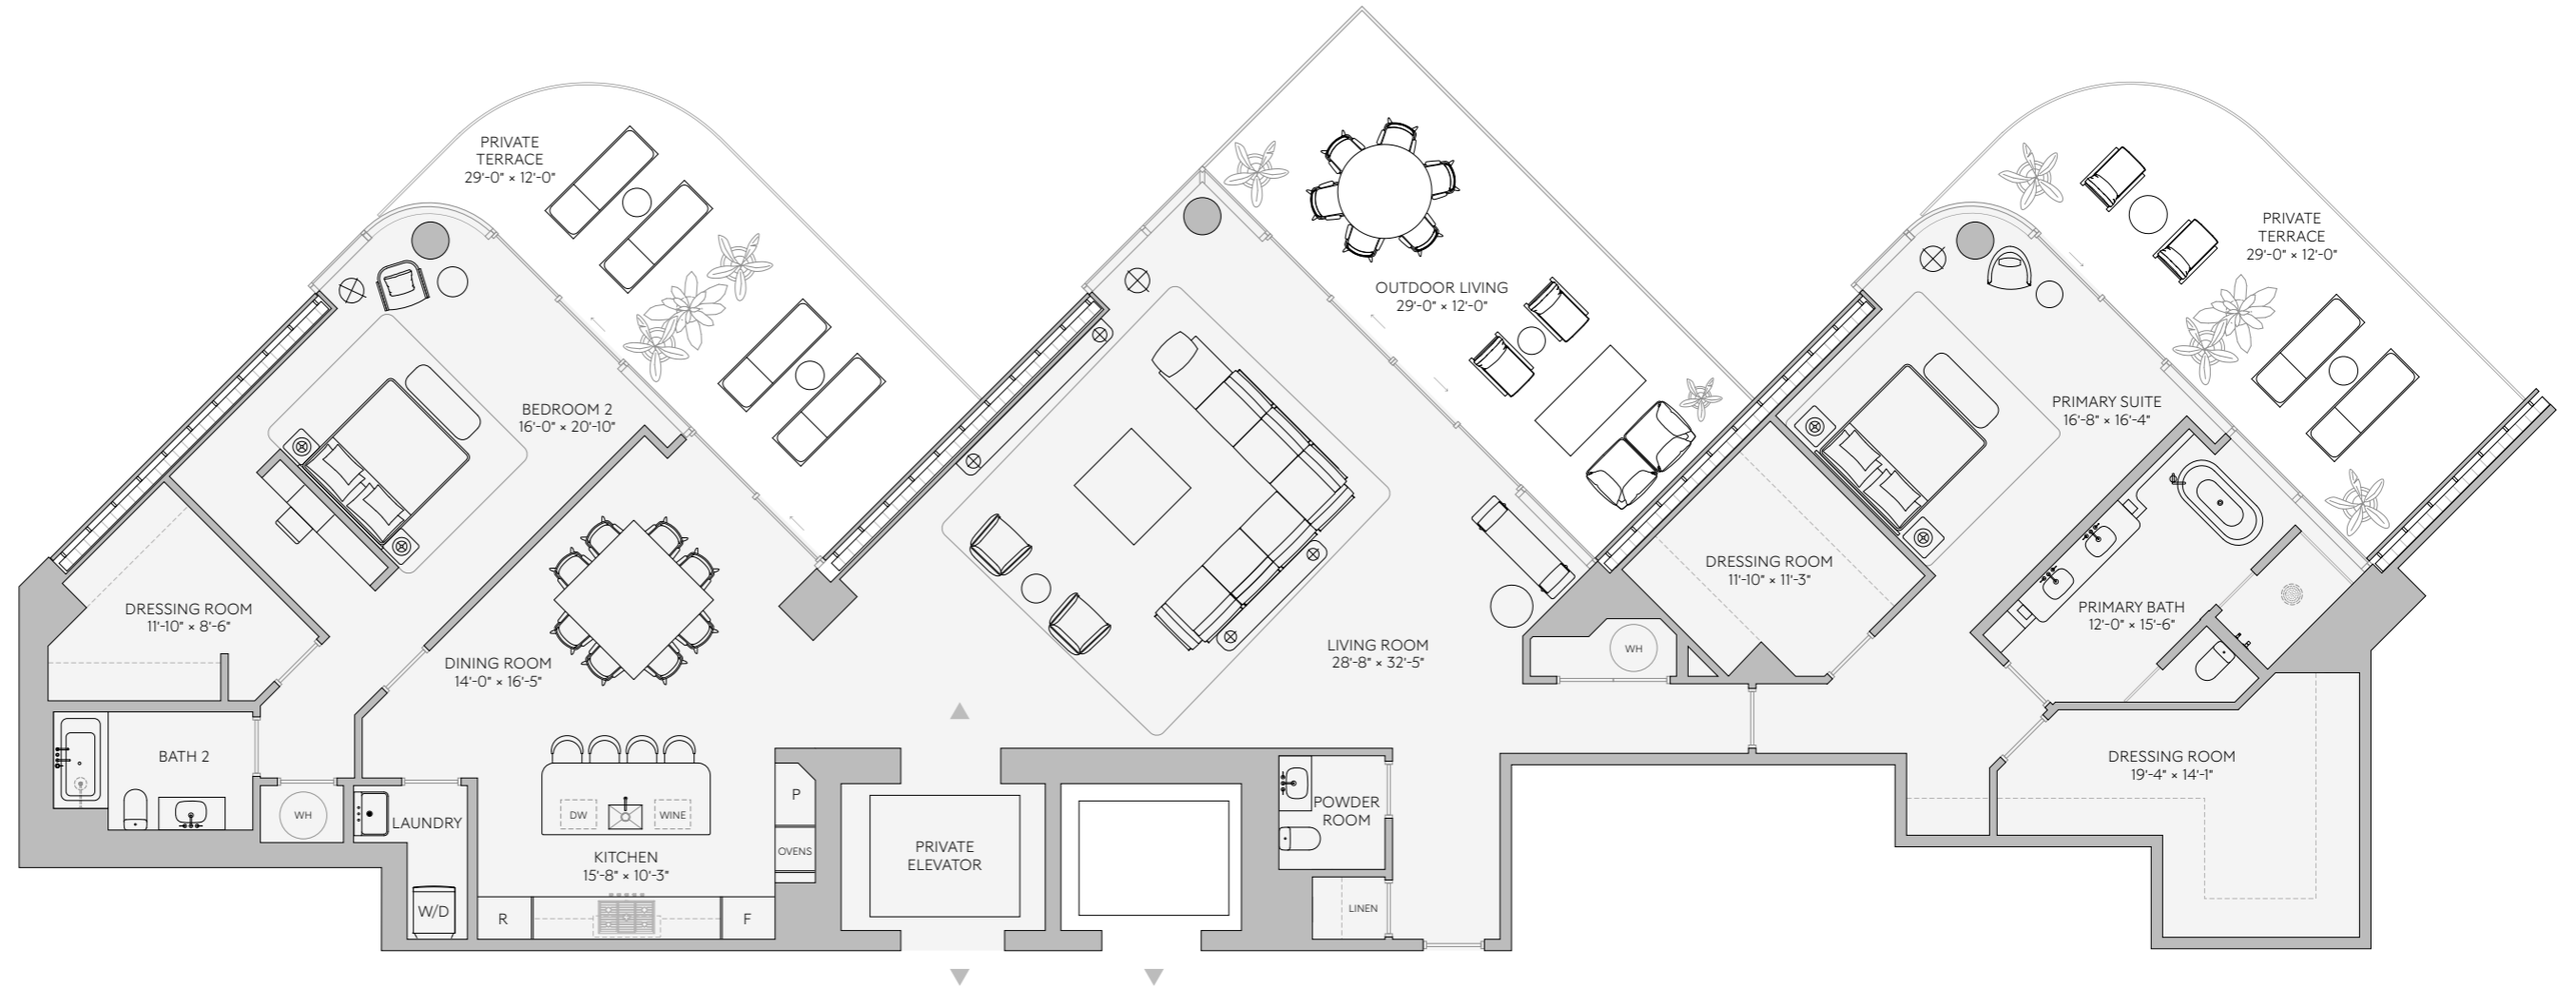 PRIVATE
TERRACE
29'-0" × 12'-0"
BEDROOM 2
16'-0" × 20'-10"
DRESSING ROOM
11'-10" × 8'-6"
BATH 2
WH
LAUNDRY
W/D
DINING ROOM
14'-0" × 16'-5"
DW
WINE
KITCHEN
15'-8" × 10'-3"
R
F
P
OVENS
PRIVATE
ELEVATOR
OUTDOOR LIVING
29'-0" × 12'-0"
LIVING ROOM
28'-8" × 32'-5"
POWDER
ROOM
LINEN
WH
DRESSING ROOM
11'-10" × 11'-3"
PRIVATE
TERRACE
29'-0" × 12'-0"
PRIMARY SUITE
16'-8" × 16'-4"
PRIMARY BATH
12'-0" × 15'-6"
DRESSING ROOM
19'-4" × 14'-1"